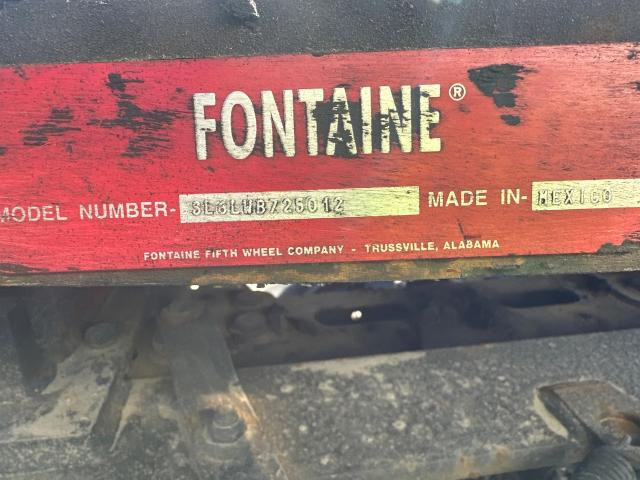 FONTAINE®
MODEL NUMBER- SL6LWB725012 MADE IN- MEXICO
FONTAINE FIFTH WHEEL COMPANY - TRUSSVILLE, ALABAMA